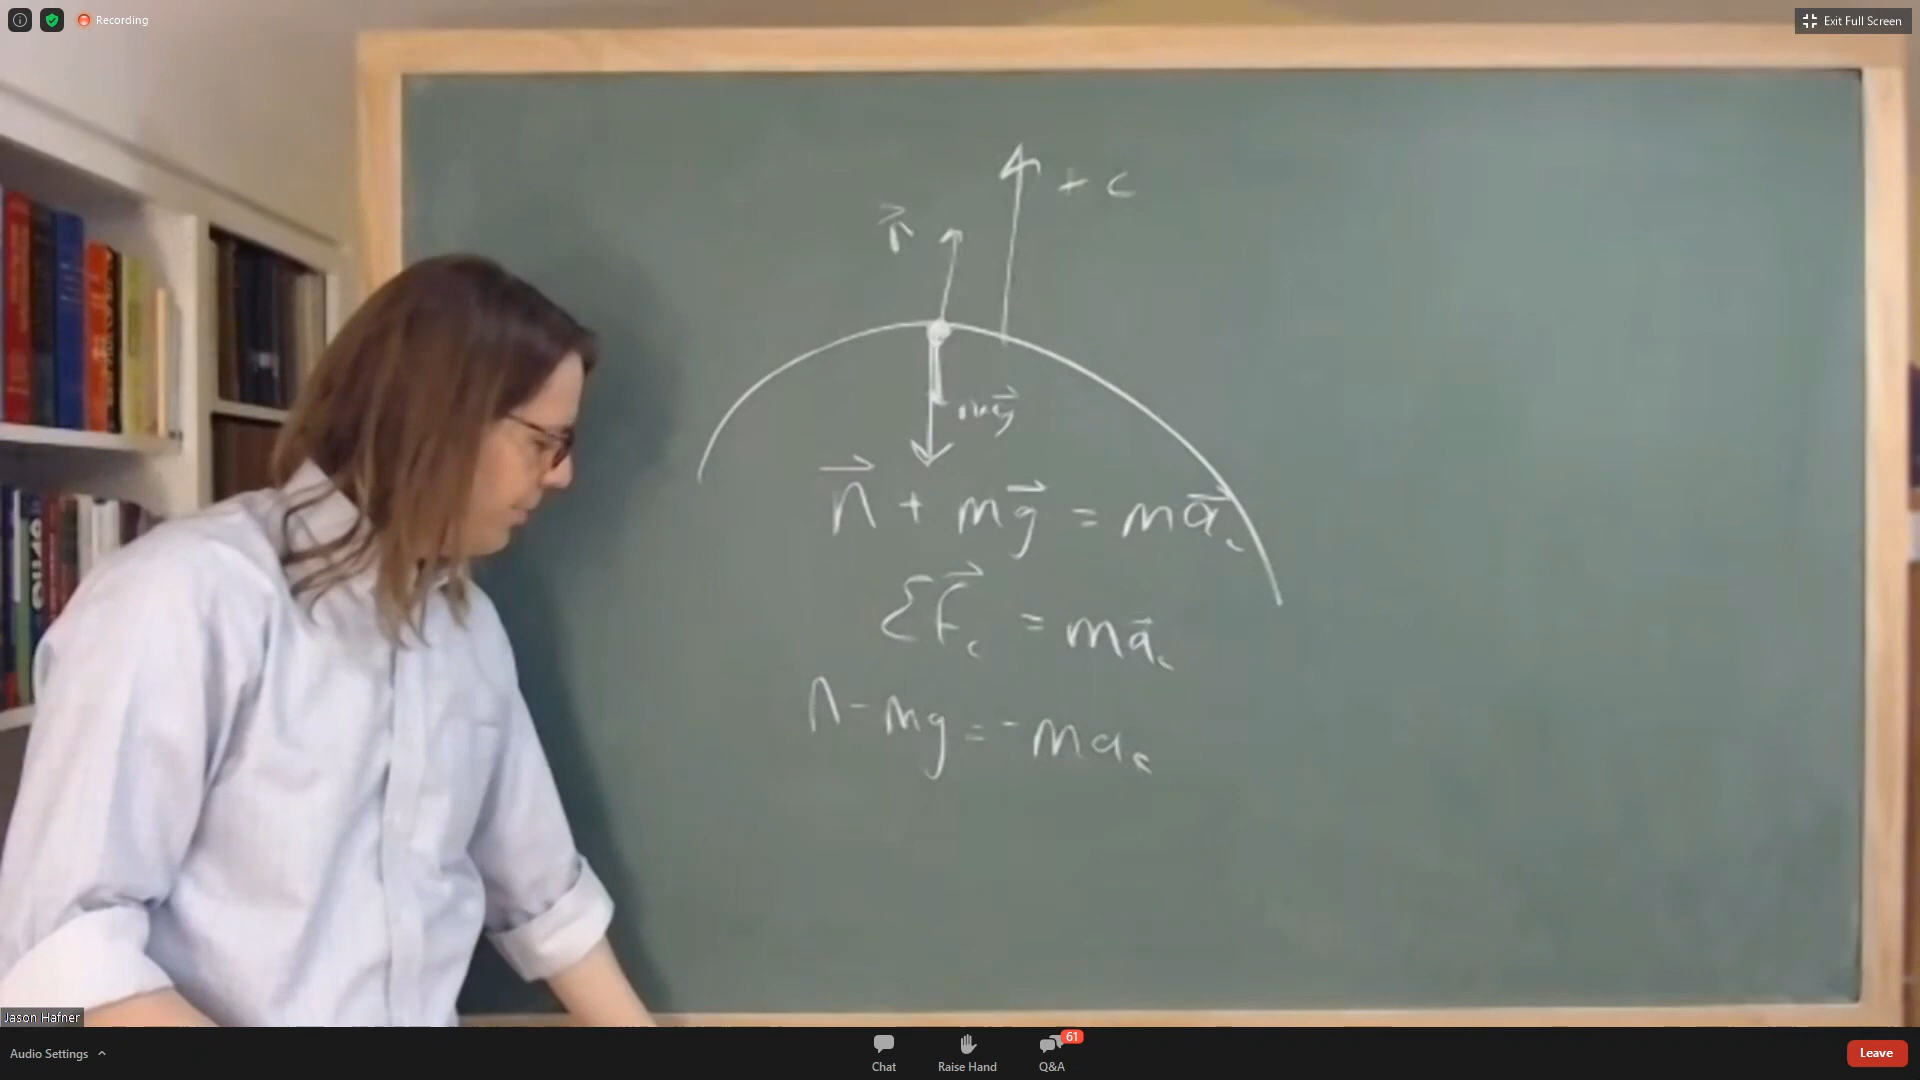 Recording
Exit Full Screen
+ c
n⃗
mg⃗
n⃗ + mg⃗ = ma⃗c
ΣF⃗c = ma⃗c
n - mg = - mac
Jason Hafner
Audio Settings
Chat
Raise Hand
Q&A
61
Leave